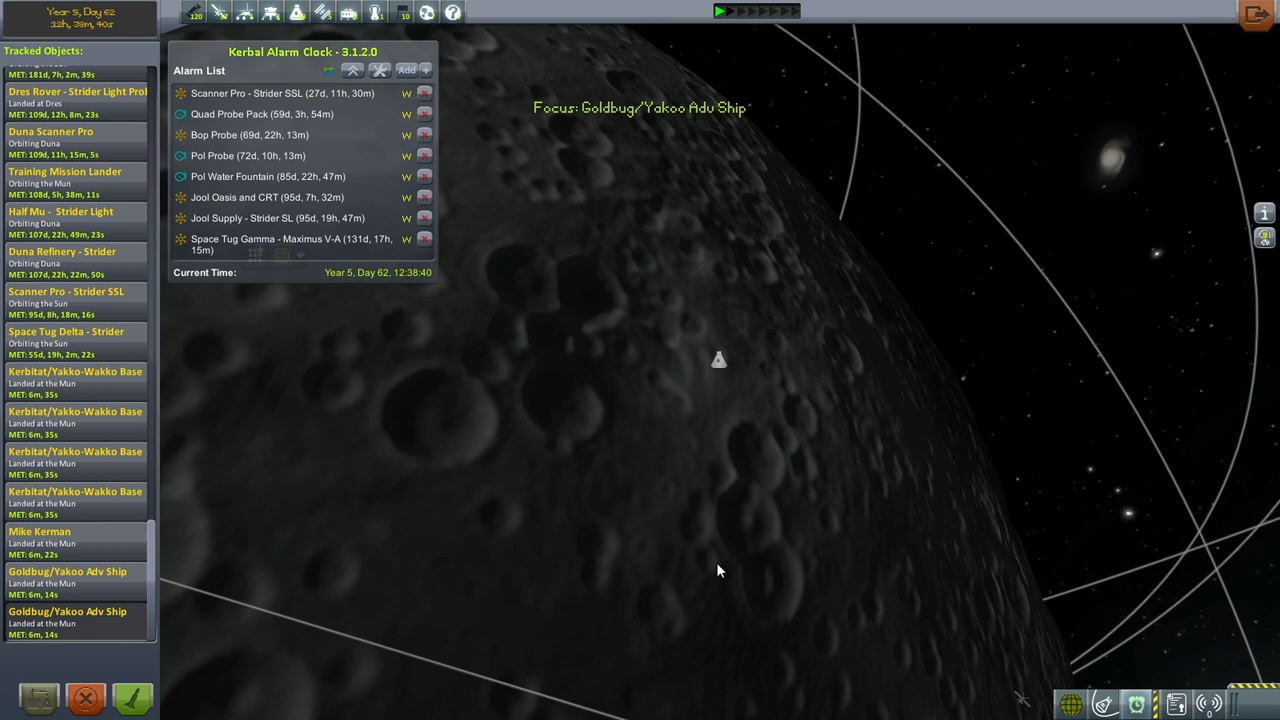 Year 5, Day 62
12h, 38m, 40s
120
5
1
10
Tracked Objects:
MET: 181d, 7h, 2m, 39s
Dres Rover - Strider Light Prol
Landed at Dres
MET: 109d, 12h, 8m, 23s
Duna Scanner Pro
Orbiting Duna
MET: 109d, 11h, 15m, 5s
Training Mission Lander
Orbiting the Mun
MET: 108d, 5h, 38m, 11s
Half Mu - Strider Light
Orbiting Duna
MET: 107d, 22h, 49m, 23s
Duna Refinery - Strider
Orbiting Duna
MET: 107d, 22h, 22m, 50s
Scanner Pro - Strider SSL
Orbiting the Sun
MET: 95d, 8h, 18m, 16s
Space Tug Delta - Strider
Orbiting the Sun
MET: 55d, 19h, 2m, 22s
Kerbitat/Yakko-Wakko Base
Landed at the Mun
MET: 6m, 35s
Kerbitat/Yakko-Wakko Base
Landed at the Mun
MET: 6m, 35s
Kerbitat/Yakko-Wakko Base
Landed at the Mun
MET: 6m, 35s
Kerbitat/Yakko-Wakko Base
Landed at the Mun
MET: 6m, 35s
Mike Kerman
Landed at the Mun
MET: 6m, 22s
Goldbug/Yakoo Adv Ship
Landed at the Mun
MET: 6m, 14s
Goldbug/Yakoo Adv Ship
Landed at the Mun
MET: 6m, 14s
Kerbal Alarm Clock - 3.1.2.0
Alarm List
Add +
Scanner Pro - Strider SSL (27d, 11h, 30m) W
Quad Probe Pack (59d, 3h, 54m) W
Bop Probe (69d, 22h, 13m) W
Pol Probe (72d, 10h, 13m) W
Pol Water Fountain (85d, 22h, 47m) W
Jool Oasis and CRT (95d, 7h, 32m) W
Jool Supply - Strider SL (95d, 19h, 47m) W
Space Tug Gamma - Maximus V-A (131d, 17h, W
15m)
Current Time: Year 5, Day 62, 12:38:40
Focus: Goldbug/Yakoo Adv Ship
0